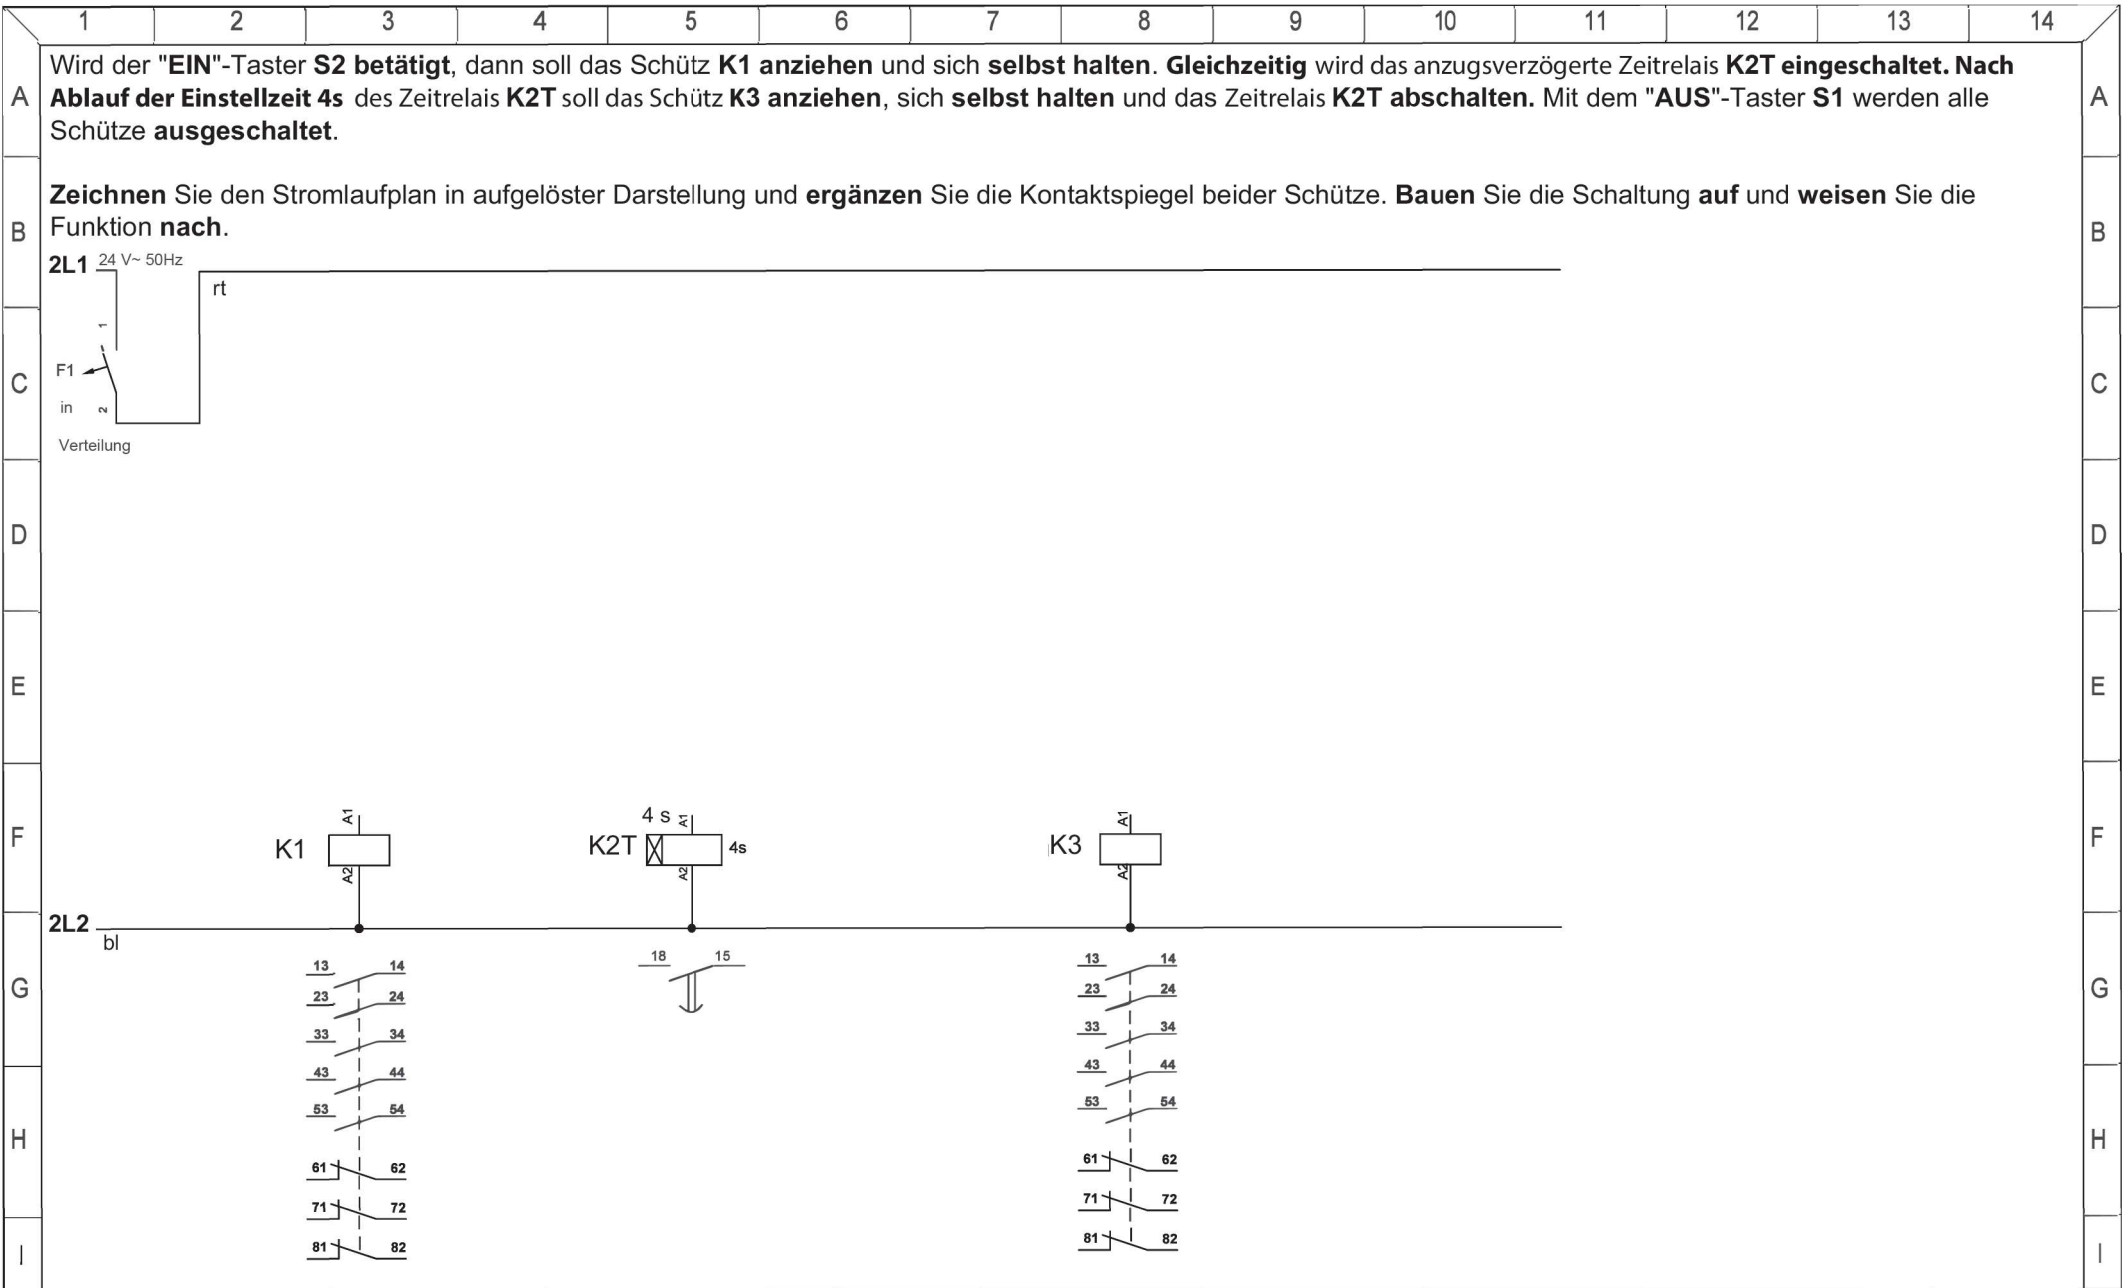 1 2 3 4 5 6 7 8 9 10 11 12 13 14
Wird der "EIN"-Taster S2 betätigt, dann soll das Schütz K1 anziehen und sich selbst halten. Gleichzeitig wird das anzugsverzögerte Zeitrelais K2T eingeschaltet. Nach
A Ablauf der Einstellzeit 4s des Zeitrelais K2T soll das Schütz K3 anziehen, sich selbst halten und das Zeitrelais K2T abschalten. Mit dem "AUS"-Taster S1 werden alle A
Schütze ausgeschaltet.
Zeichnen Sie den Stromlaufplan in aufgelöster Darstellung und ergänzen Sie die Kontaktspiegel beider Schütze. Bauen Sie die Schaltung auf und weisen Sie die
B Funktion nach. B
2L1 24 V~ 50Hz
rt
1
F1
C C
in 2
Verteilung
D D
E E
A1 4 s A1 A1
F K1 K2T 4s K3 F
A2 A2 A2
2L2
bl
13 14 18 15 13 14
G 23 24 23 24 G
33 34 33 34
43 44 43 44
53 54 53 54
H H
61 62 61 62
71 72 71 72
81 82 81 82
I I